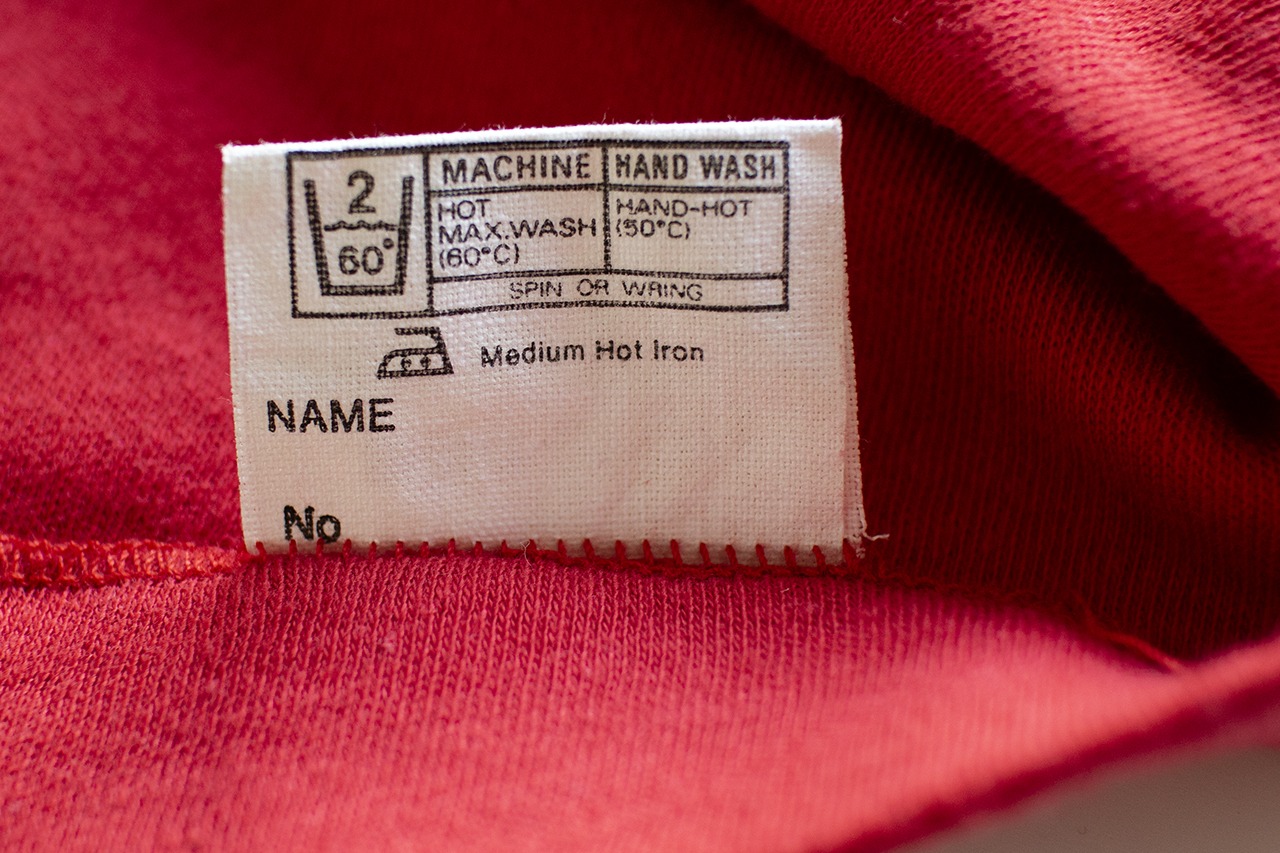 2
60°
MACHINE
HOT
MAX.WASH
(60°C)
HAND WASH
HAND-HOT
(50°C)
SPIN OR WRING
Medium Hot Iron
NAME
No